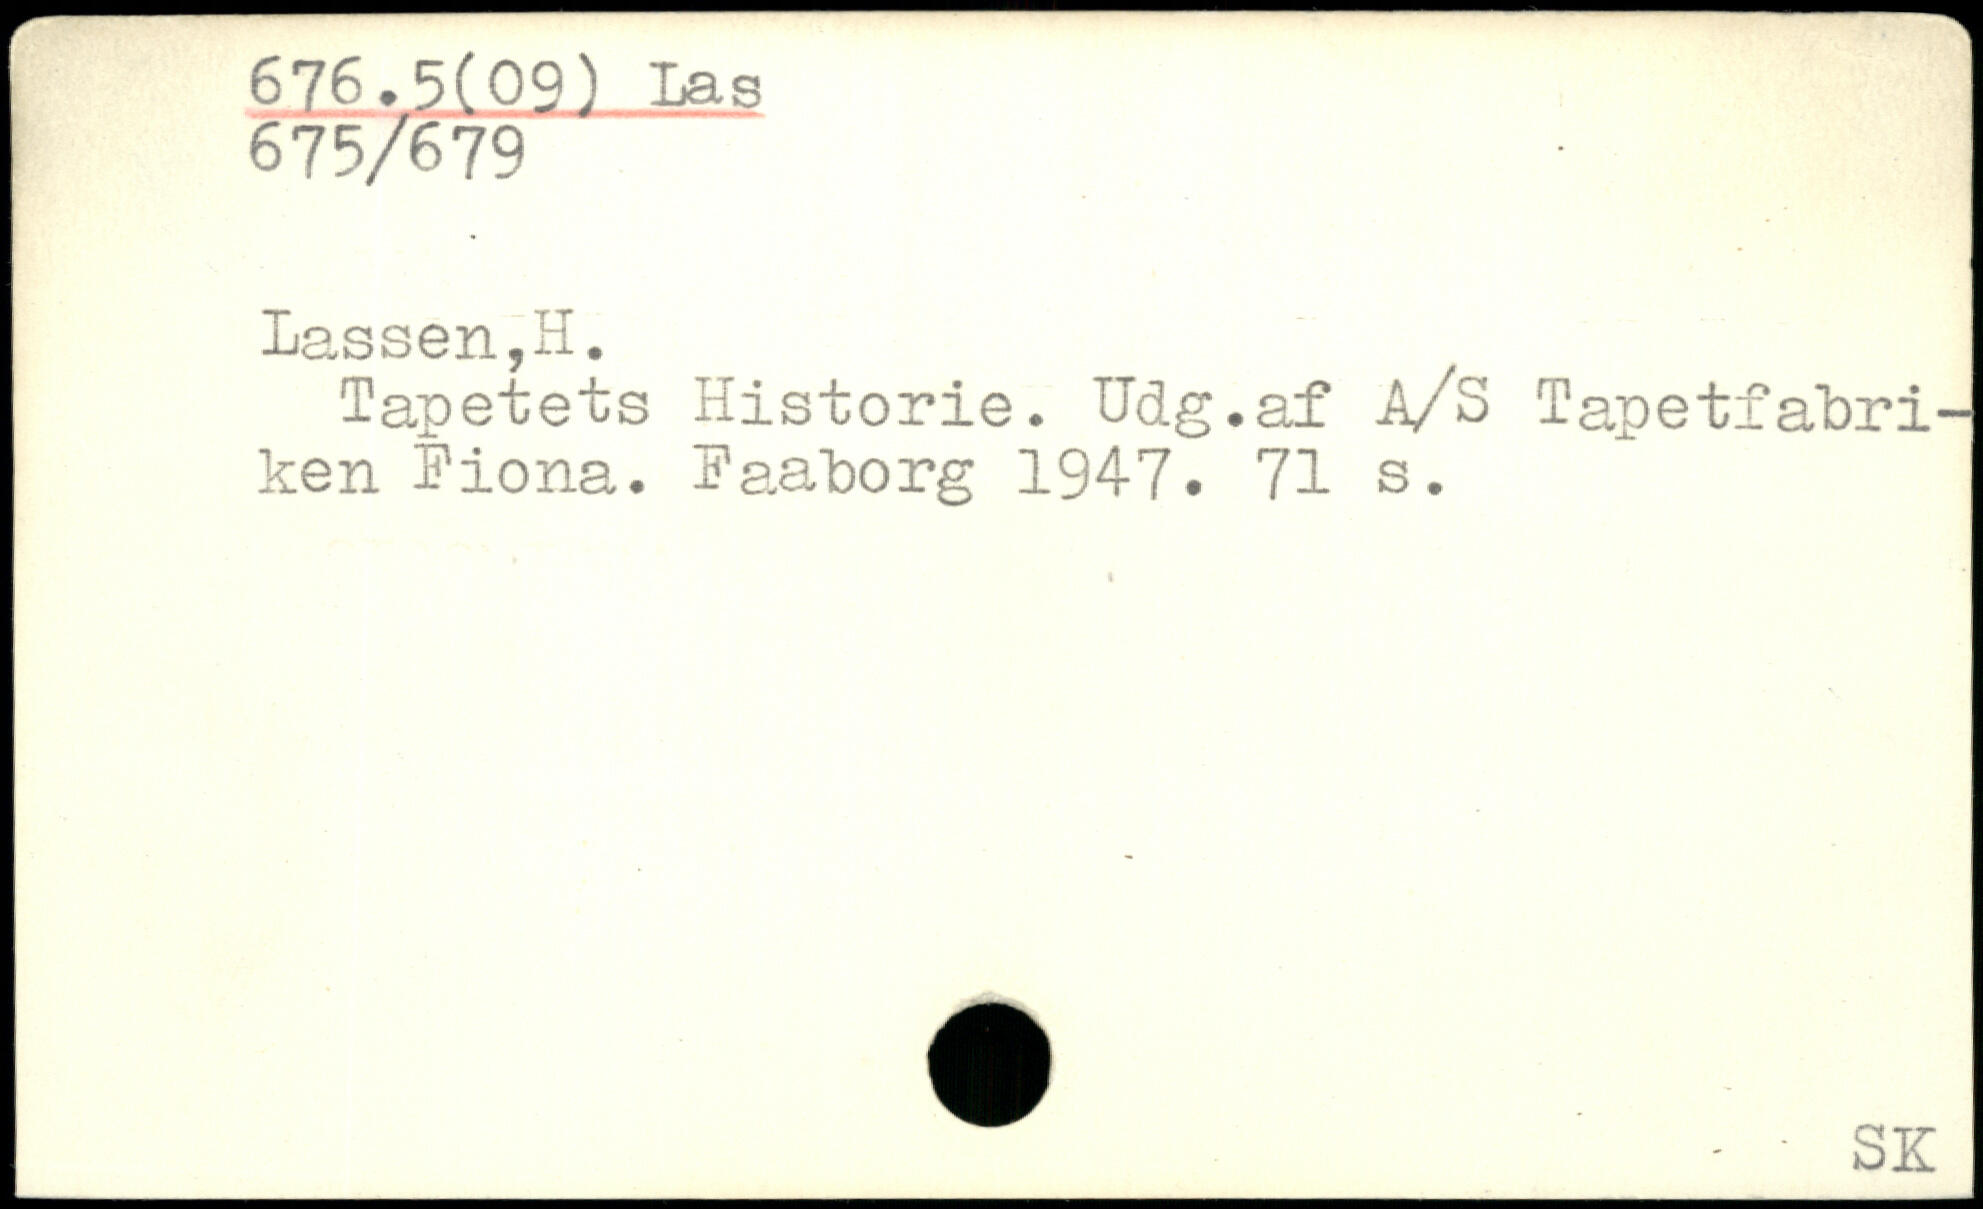 676.5(09) Las
675/679
Lassen,H.
Tapetets Historie. Udg.af A/S Tapetfabri-
ken Fiona. Faaborg 1947. 71 s.
SK